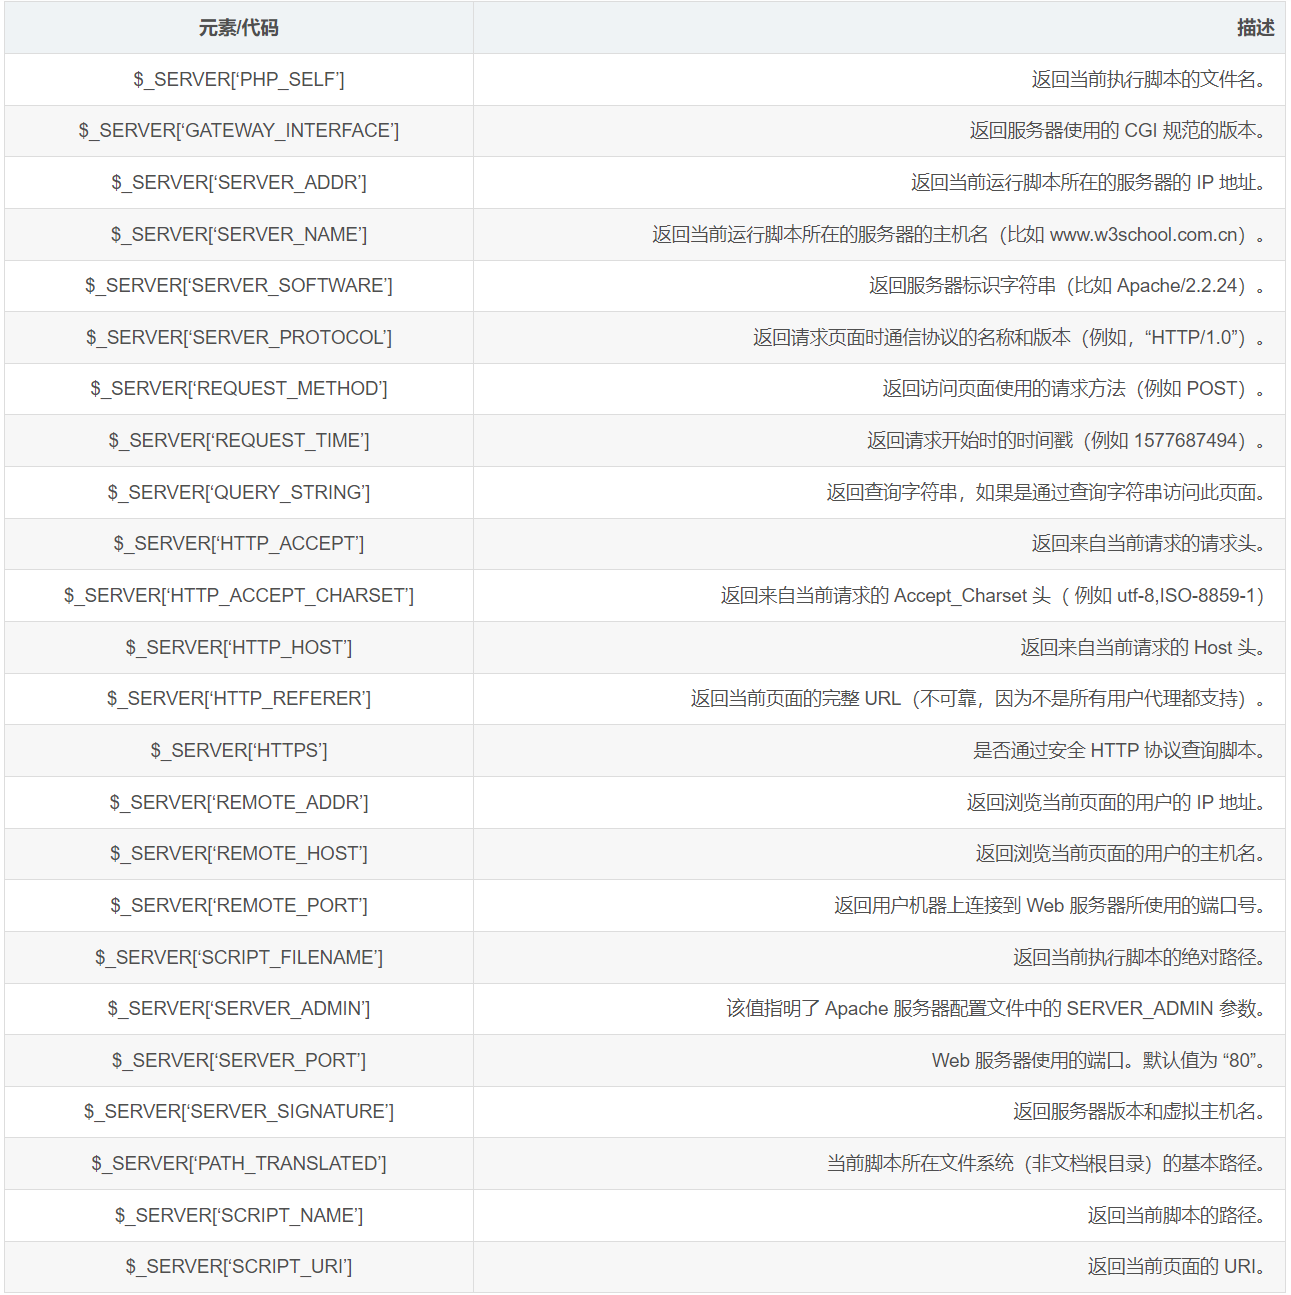 元素/代码 描述
$_SERVER[‘PHP_SELF’] 返回当前执行脚本的文件名。
$_SERVER[‘GATEWAY_INTERFACE’] 返回服务器使用的 CGI 规范的版本。
$_SERVER[‘SERVER_ADDR’] 返回当前运行脚本所在的服务器的 IP 地址。
$_SERVER[‘SERVER_NAME’] 返回当前运行脚本所在的服务器的主机名（比如 www.w3school.com.cn）。
$_SERVER[‘SERVER_SOFTWARE’] 返回服务器标识字符串（比如 Apache/2.2.24）。
$_SERVER[‘SERVER_PROTOCOL’] 返回请求页面时通信协议的名称和版本（例如，“HTTP/1.0”）。
$_SERVER[‘REQUEST_METHOD’] 返回访问页面使用的请求方法（例如 POST）。
$_SERVER[‘REQUEST_TIME’] 返回请求开始时的时间戳（例如 1577687494）。
$_SERVER[‘QUERY_STRING’] 返回查询字符串，如果是通过查询字符串访问此页面。
$_SERVER[‘HTTP_ACCEPT’] 返回来自当前请求的请求头。
$_SERVER[‘HTTP_ACCEPT_CHARSET’] 返回来自当前请求的 Accept_Charset 头（ 例如 utf-8,ISO-8859-1）
$_SERVER[‘HTTP_HOST’] 返回来自当前请求的 Host 头。
$_SERVER[‘HTTP_REFERER’] 返回当前页面的完整 URL（不可靠，因为不是所有用户代理都支持）。
$_SERVER[‘HTTPS’] 是否通过安全 HTTP 协议查询脚本。
$_SERVER[‘REMOTE_ADDR’] 返回浏览当前页面的用户的 IP 地址。
$_SERVER[‘REMOTE_HOST’] 返回浏览当前页面的用户的主机名。
$_SERVER[‘REMOTE_PORT’] 返回用户机器上连接到 Web 服务器所使用的端口号。
$_SERVER[‘SCRIPT_FILENAME’] 返回当前执行脚本的绝对路径。
$_SERVER[‘SERVER_ADMIN’] 该值指明了 Apache 服务器配置文件中的 SERVER_ADMIN 参数。
$_SERVER[‘SERVER_PORT’] Web 服务器使用的端口。默认值为 “80”。
$_SERVER[‘SERVER_SIGNATURE’] 返回服务器版本和虚拟主机名。
$_SERVER[‘PATH_TRANSLATED’] 当前脚本所在文件系统（非文档根目录）的基本路径。
$_SERVER[‘SCRIPT_NAME’] 返回当前脚本的路径。
$_SERVER[‘SCRIPT_URI’] 返回当前页面的 URI。